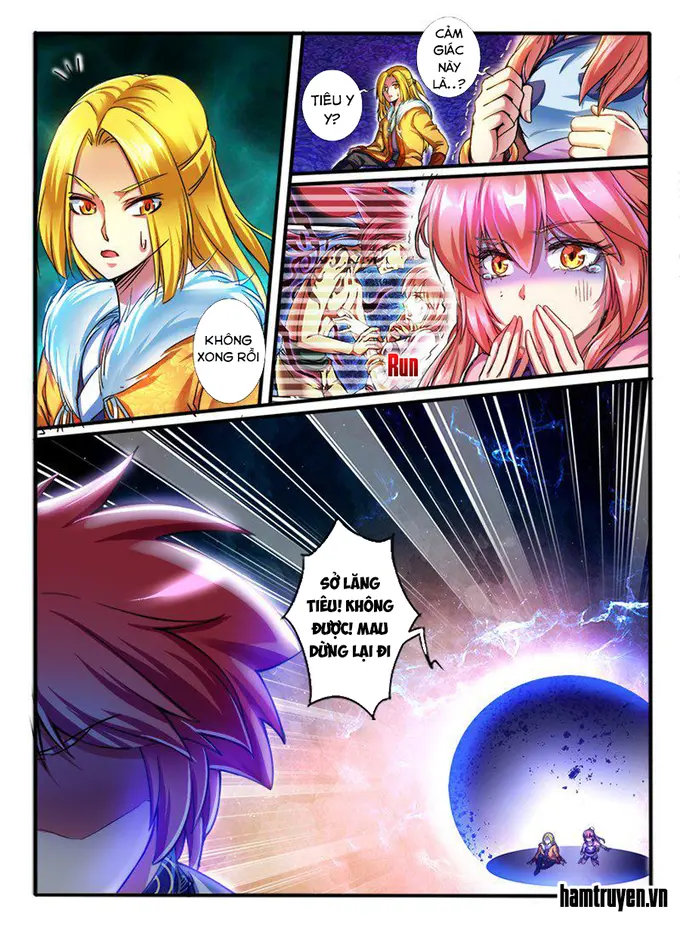 CẢM
GIÁC
NÀY
LÀ..?
TIÊU Y
Y?
KHÔNG
XONG RỒI
Run
SỞ LĂNG
TIÊU! KHÔNG
ĐƯỢC! MAU
DỪNG LẠI ĐI
hamtruyen.vn